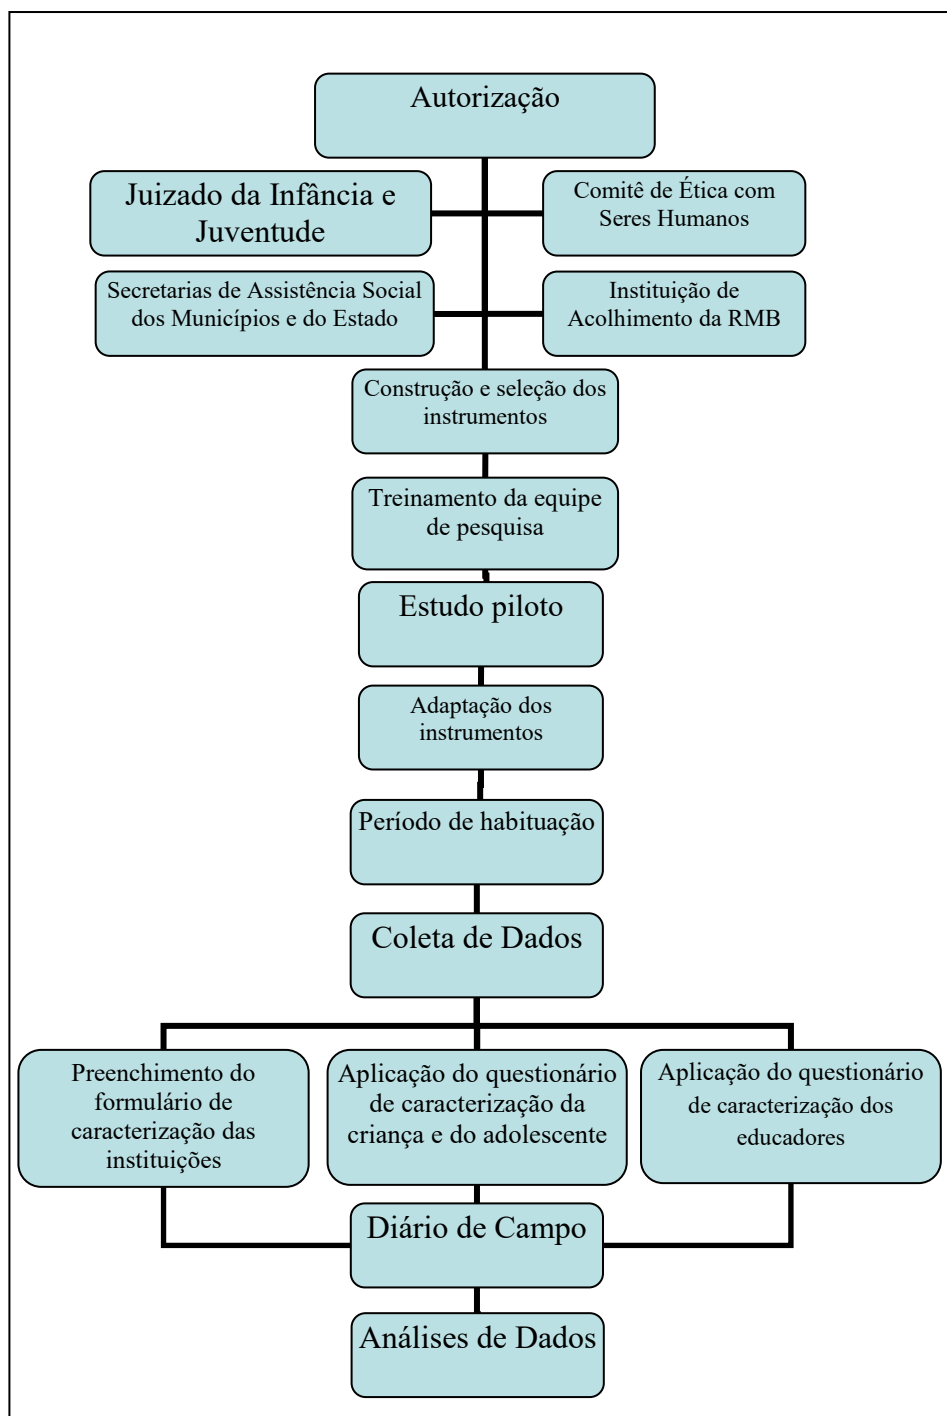 Autorização
Juizado da Infância e
Juventude
Comitê de Ética com
Seres Humanos
Secretarias de Assistência Social
dos Municípios e do Estado
Instituição de
Acolhimento da RMB
Construção e seleção dos
instrumentos
Treinamento da equipe
de pesquisa
Estudo piloto
Adaptação dos
instrumentos
Período de habituação
Coleta de Dados
Preenchimento do
formulário de
caracterização das
instituições
Aplicação do questionário
de caracterização da
criança e do adolescente
Aplicação do questionário
de caracterização dos
educadores
Diário de Campo
Análises de Dados